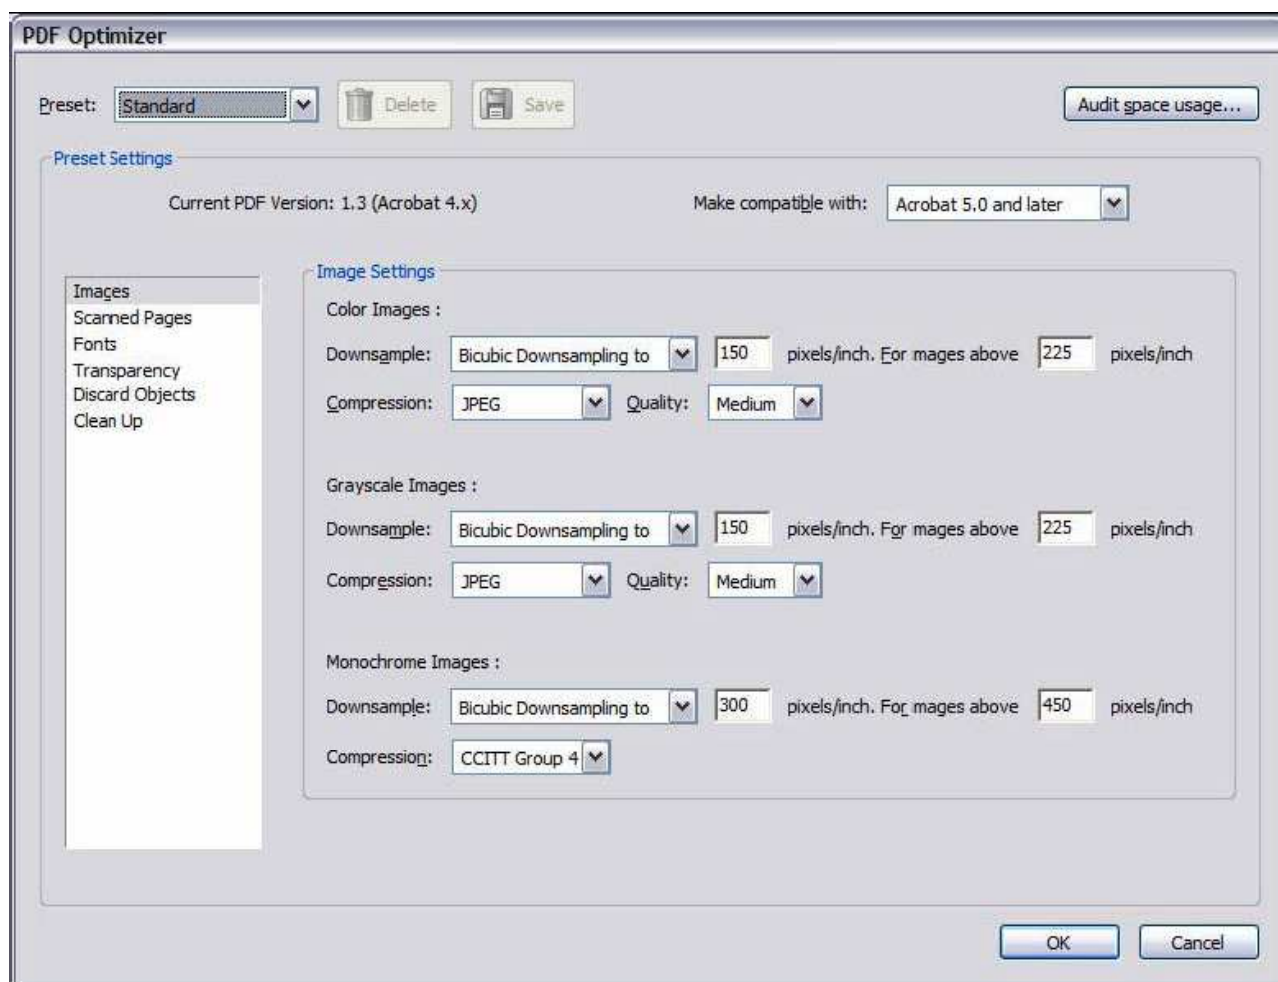 PDF Optimizer
Preset: Standard Delete Save Audit space usage...
Preset Settings
Current PDF Version: 1.3 (Acrobat 4.x) Make compatible with: Acrobat 5.0 and later
Images
Scanned Pages
Fonts
Transparency
Discard Objects
Clean Up
Image Settings
Color Images :
Downsample: Bicubic Downsampling to 150 pixels/inch. For mages above 225 pixels/inch
Compression: JPEG Quality: Medium
Grayscale Images :
Downsample: Bicubic Downsampling to 150 pixels/inch. For mages above 225 pixels/inch
Compression: JPEG Quality: Medium
Monochrome Images :
Downsample: Bicubic Downsampling to 300 pixels/inch. For mages above 450 pixels/inch
Compression: CCITT Group 4
OK Cancel